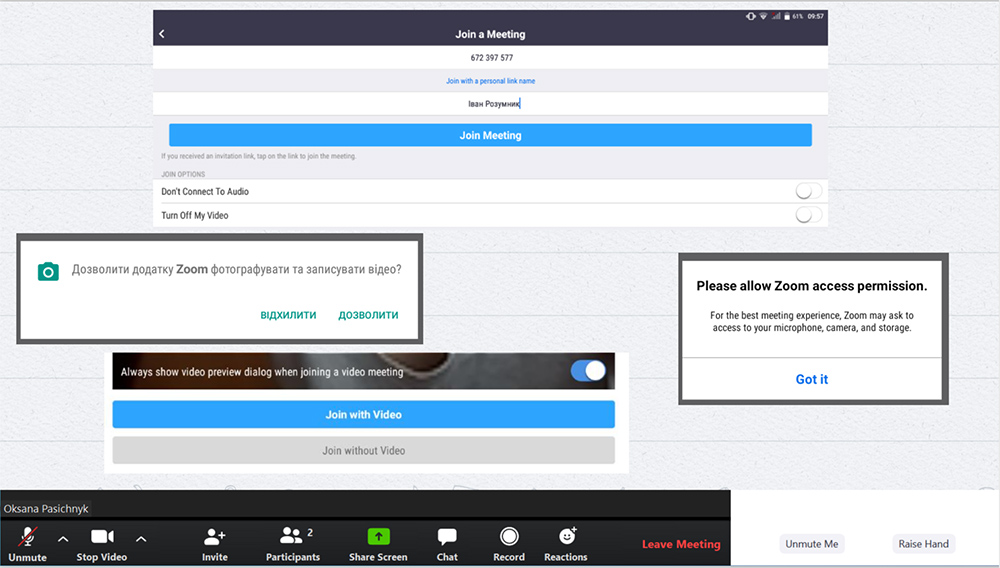 61% 09:57
Join a Meeting
672 397 577
Join with a personal link name
Іван Розумник
Join Meeting
If you received an invitation link, tap on the link to join the meeting.
JOIN OPTIONS
Don't Connect To Audio
Turn Off My Video
Дозволити додатку Zoom фотографувати та записувати відео?
ВІДХИЛИТИ ДОЗВОЛИТИ
Please allow Zoom access permission.
For the best meeting experience, Zoom may ask to
access to your microphone, camera, and storage.
Got it
Always show video preview dialog when joining a video meeting
Join with Video
Join without Video
Oksana Pasichnyk
Unmute Stop Video Invite Participants 2 Share Screen Chat Record Reactions Leave Meeting
Unmute Me Raise Hand